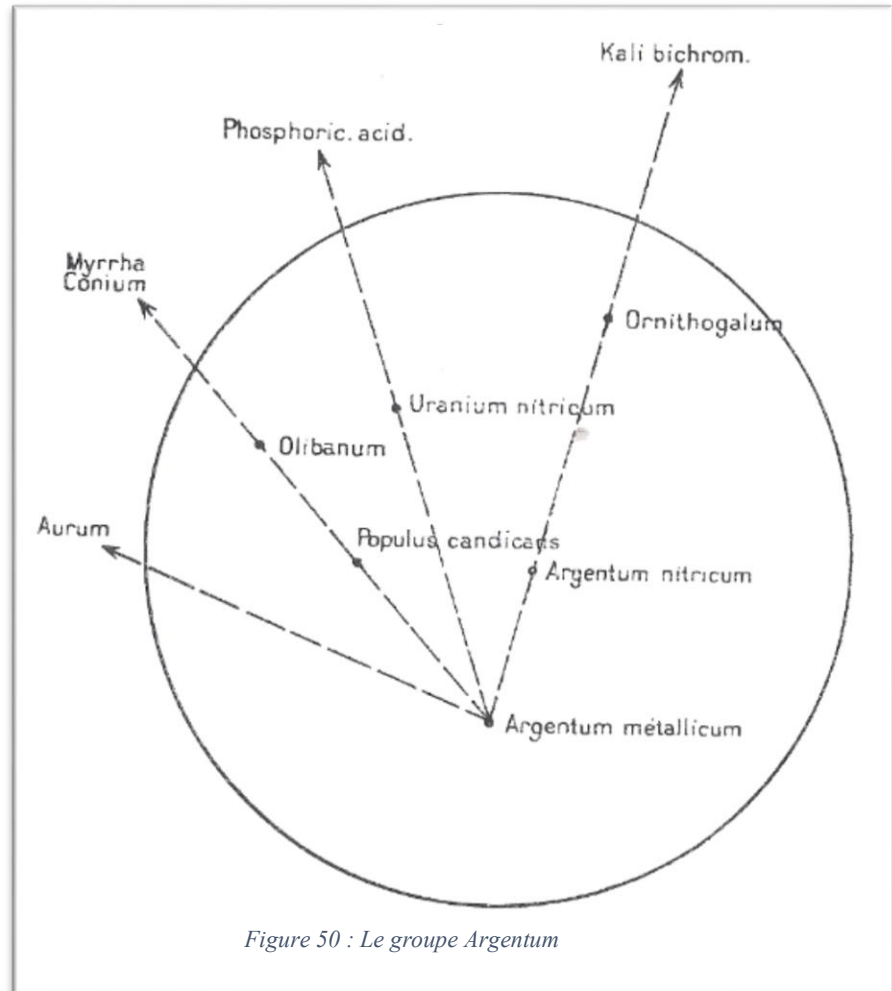 Kali bichrom.
Phosphoric. acid.
Myrrha
Conium
Ornithogalum
Uranium nitricum
Olibanum
Aurum
Populus candicans
Argentum nitricum
Argentum métallicum
Figure 50 : Le groupe Argentum